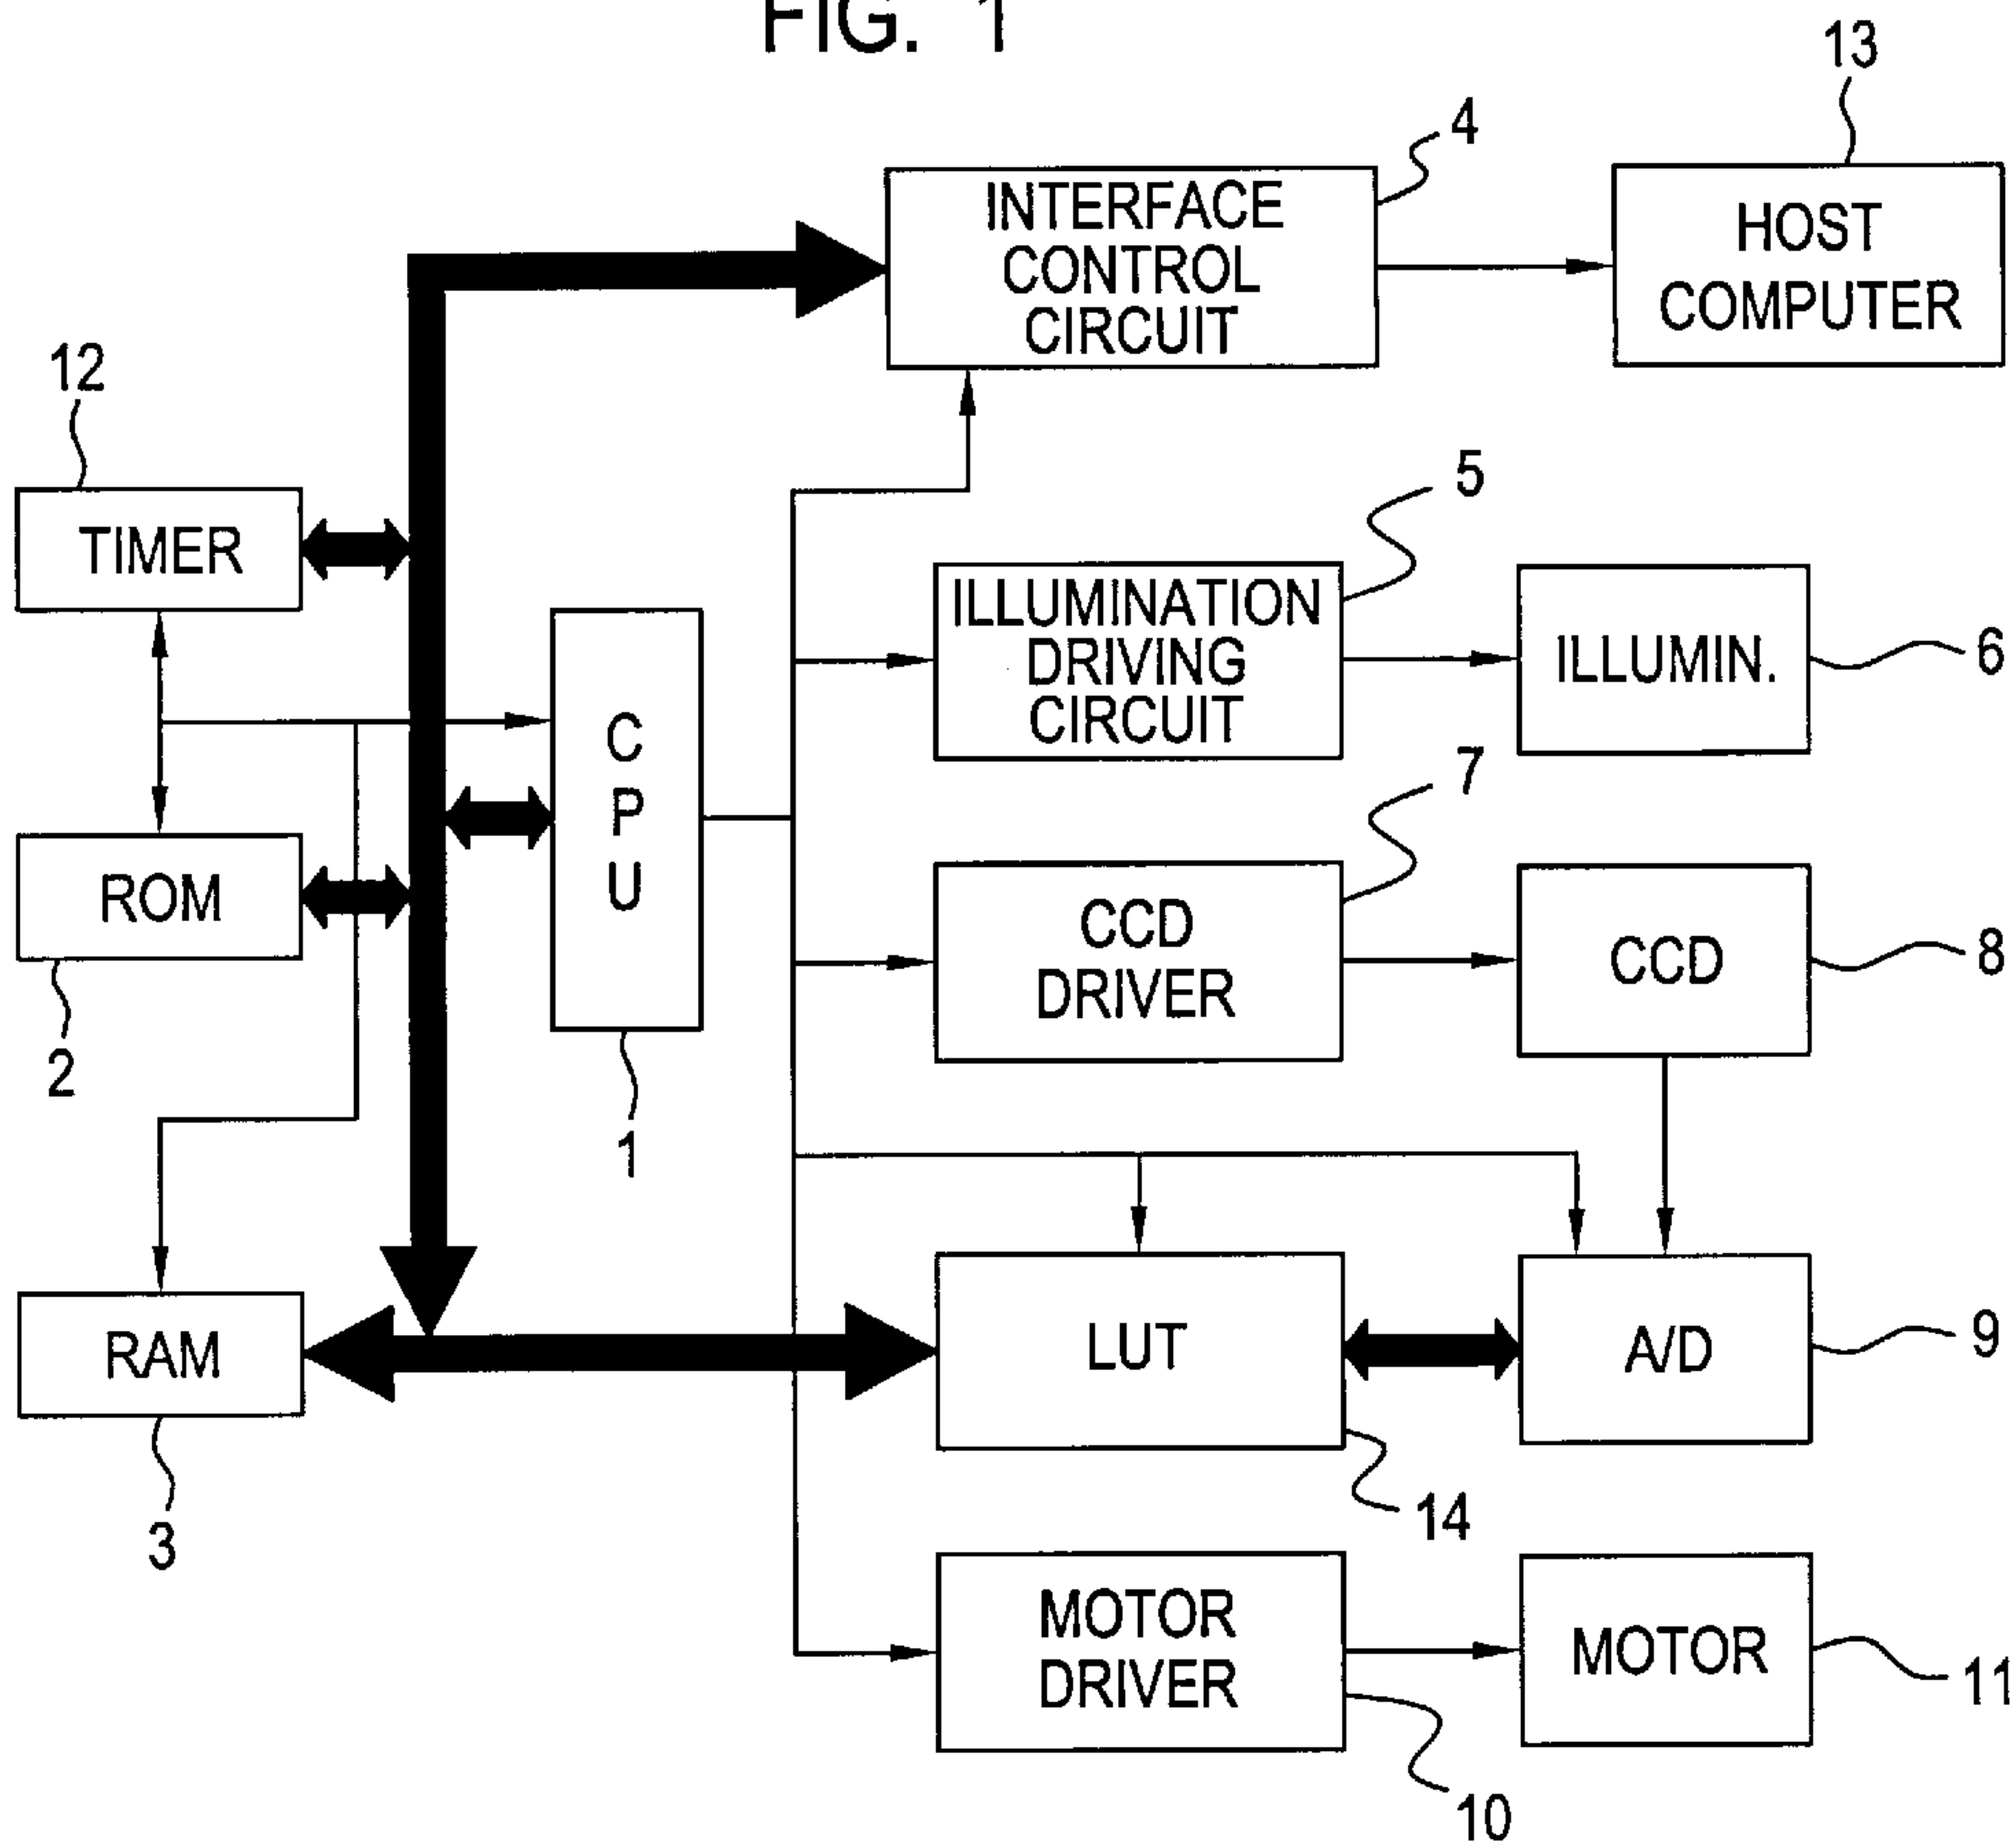 FIG. 1
13
4
INTERFACE
CONTROL
CIRCUIT
HOST
COMPUTER
12
TIMER
5
ILLUMINATION
DRIVING
CIRCUIT
ILLUMIN.
6
C
P
U
1
7
ROM
2
CCD
DRIVER
CCD
8
RAM
3
LUT
14
A/D
9
MOTOR
DRIVER
10
MOTOR
11